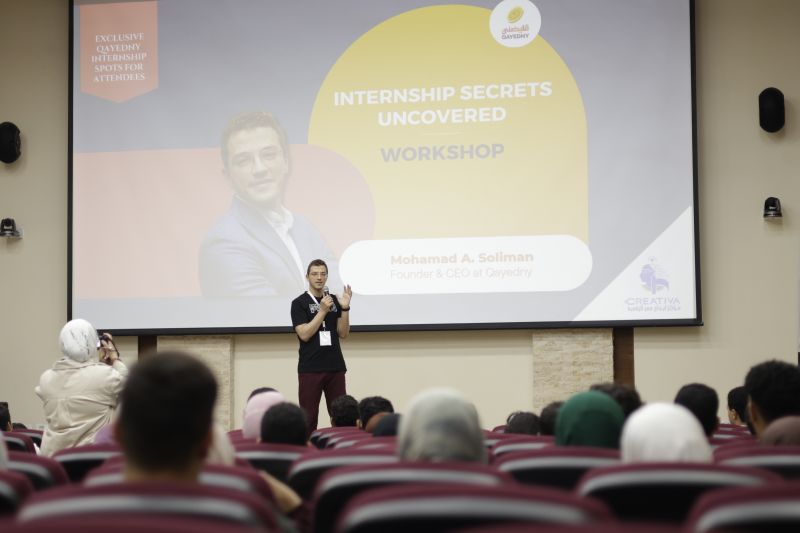 EXCLUSIVE
QAYEDNY
INTERNSHIP
SPOTS FOR
ATTENDEES
QAYEDNY
INTERNSHIP SECRETS
UNCOVERED
WORKSHOP
Mohamad A. Soliman
Founder & CEO at Qayedny
CREATIVA